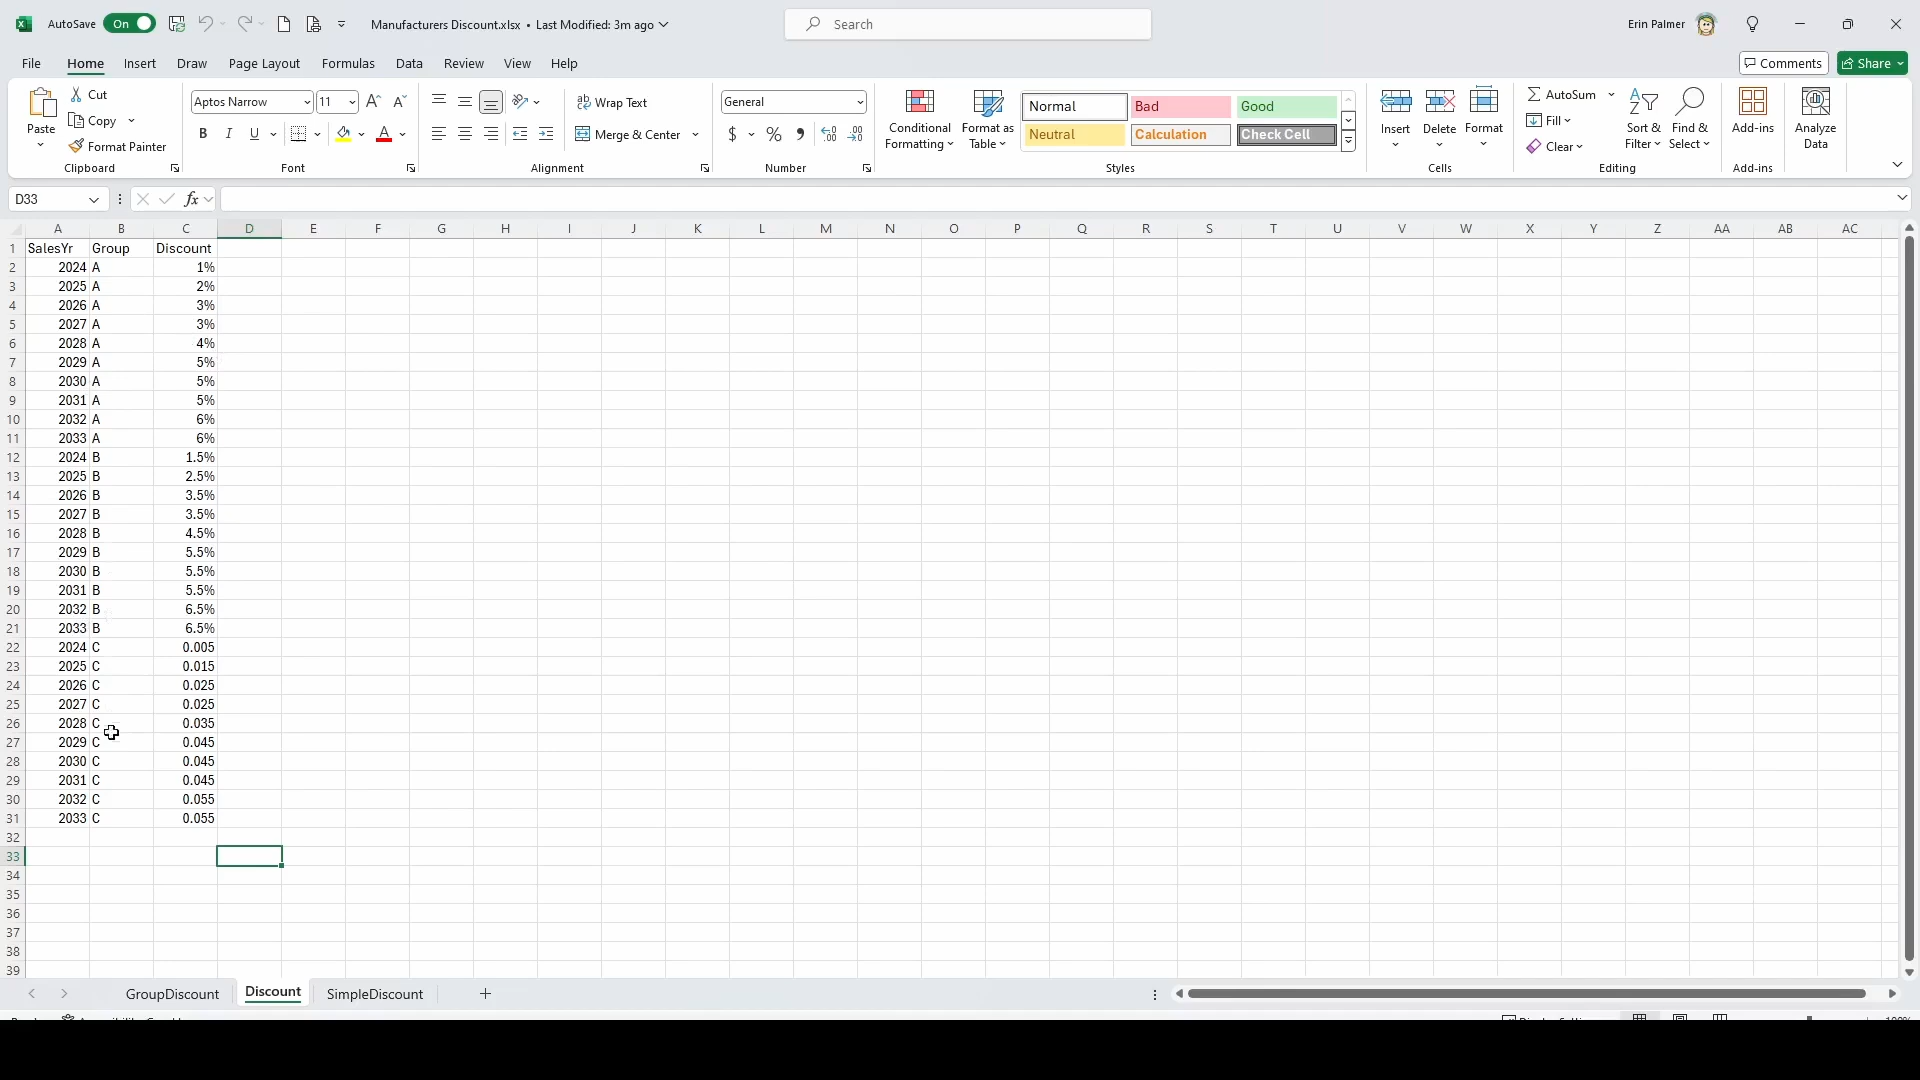 AutoSave On Manufacturers Discount.xlsx • Last Modified: 3m ago Search Erin Palmer
File Home Insert Draw Page Layout Formulas Data Review View Help Comments Share
Paste Cut Copy Format Painter Clipboard
Aptos Narrow 11 B I U A Font
ab Wrap Text Merge & Center Alignment
General $ % Number
Conditional Formatting Format as Table Normal Bad Good Neutral Calculation Check Cell Styles
Insert Delete Format Cells
AutoSum Fill Clear Sort & Filter Find & Select Editing
Add-ins Add-ins
Analyze Data
D33 fx
A B C D E F G H I J K L M N O P Q R S T U V W X Y Z AA AB AC
1 SalesYr Group Discount
2 2024 A 1%
3 2025 A 2%
4 2026 A 3%
5 2027 A 3%
6 2028 A 4%
7 2029 A 5%
8 2030 A 5%
9 2031 A 5%
10 2032 A 6%
11 2033 A 6%
12 2024 B 1.5%
13 2025 B 2.5%
14 2026 B 3.5%
15 2027 B 3.5%
16 2028 B 4.5%
17 2029 B 5.5%
18 2030 B 5.5%
19 2031 B 5.5%
20 2032 B 6.5%
21 2033 B 6.5%
22 2024 C 0.005
23 2025 C 0.015
24 2026 C 0.025
25 2027 C 0.025
26 2028 C 0.035
27 2029 C 0.045
28 2030 C 0.045
29 2031 C 0.045
30 2032 C 0.055
31 2033 C 0.055
32
33
34
35
36
37
38
39
GroupDiscount Discount SimpleDiscount